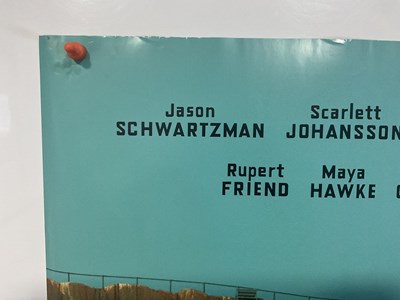 Jason Scarlett
SCHWARTZMAN JOHANSSON
Rupert Maya
FRIEND HAWKE